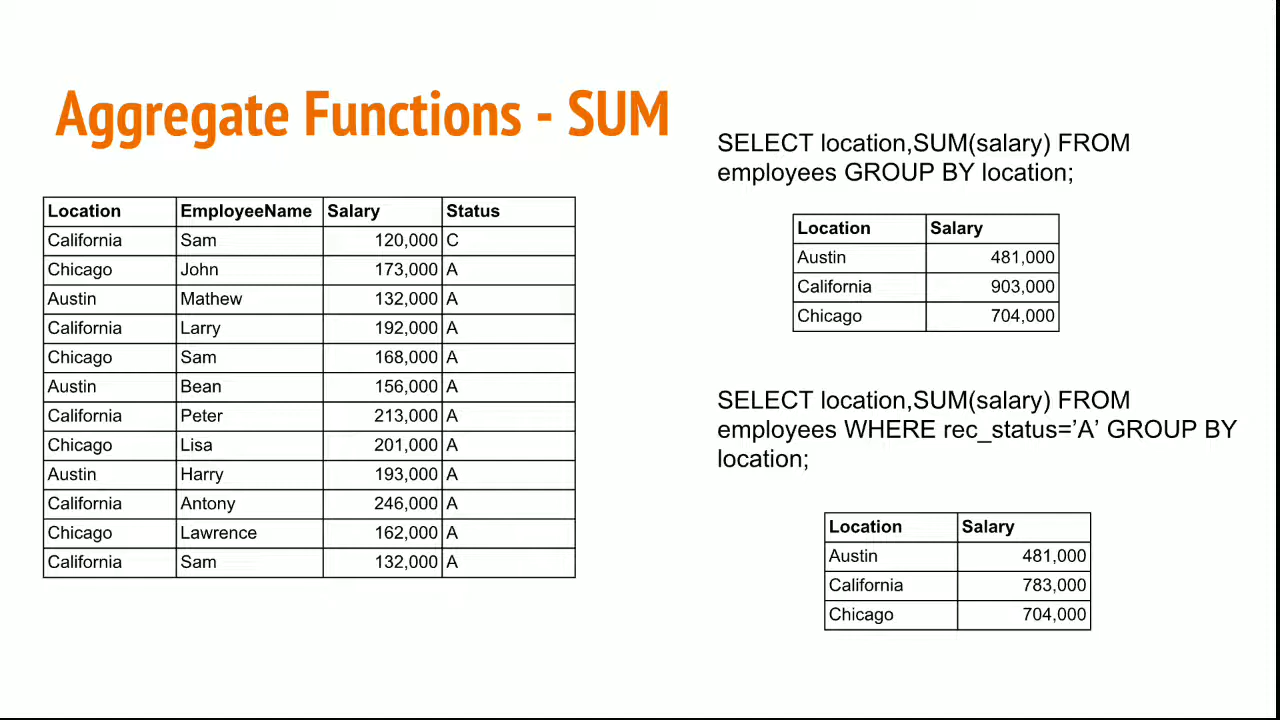 Aggregate Functions - SUM
Location EmployeeName Salary Status
California Sam 120,000 C
Chicago John 173,000 A
Austin Mathew 132,000 A
California Larry 192,000 A
Chicago Sam 168,000 A
Austin Bean 156,000 A
California Peter 213,000 A
Chicago Lisa 201,000 A
Austin Harry 193,000 A
California Antony 246,000 A
Chicago Lawrence 162,000 A
California Sam 132,000 A
SELECT location,SUM(salary) FROM
employees GROUP BY location;
Location Salary
Austin 481,000
California 903,000
Chicago 704,000
SELECT location,SUM(salary) FROM
employees WHERE rec_status=’A’ GROUP BY
location;
Location Salary
Austin 481,000
California 783,000
Chicago 704,000